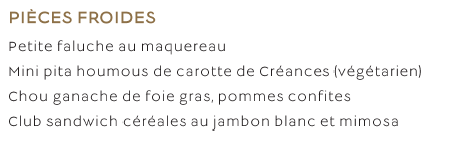 PIÈCES FROIDES
Petite faluche au maquereau
Mini pita houmous de carotte de Créances (végétarien)
Chou ganache de foie gras, pommes confites
Club sandwich céréales au jambon blanc et mimosa